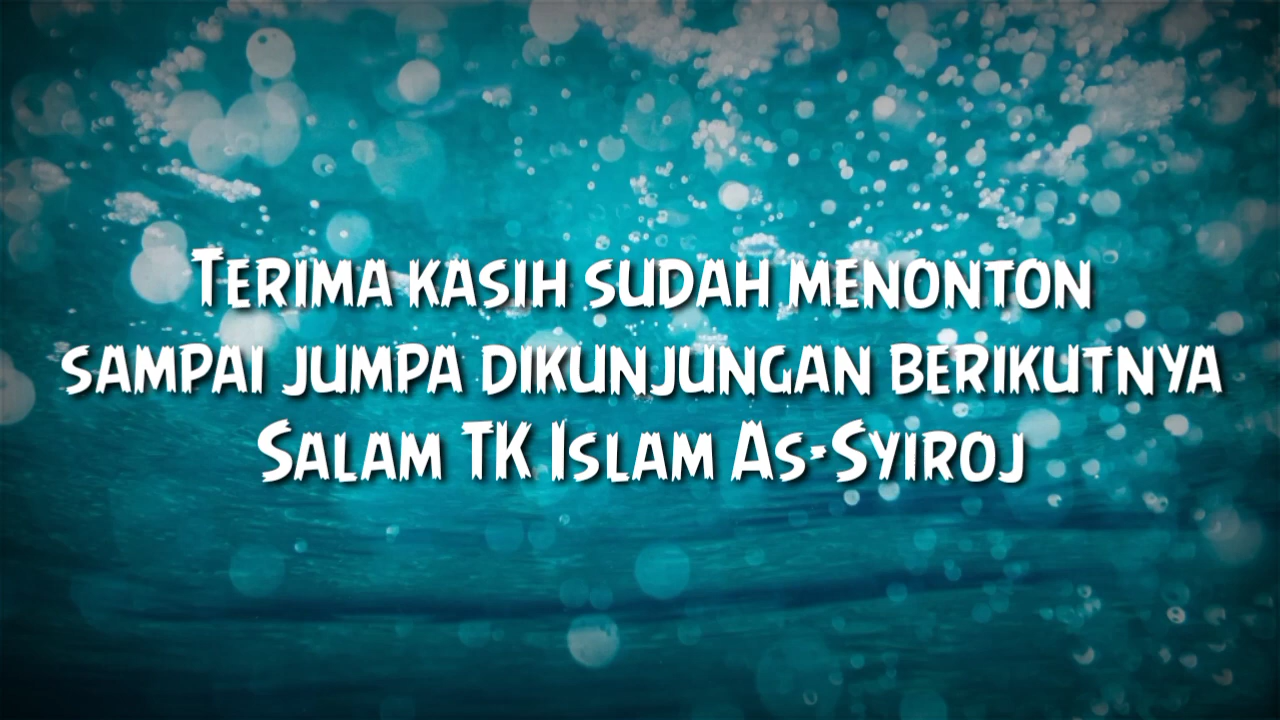 Terima kasih sudah menonton
sampai jumpa dikunjungan berikutnya
Salam TK Islam As-Syiroj